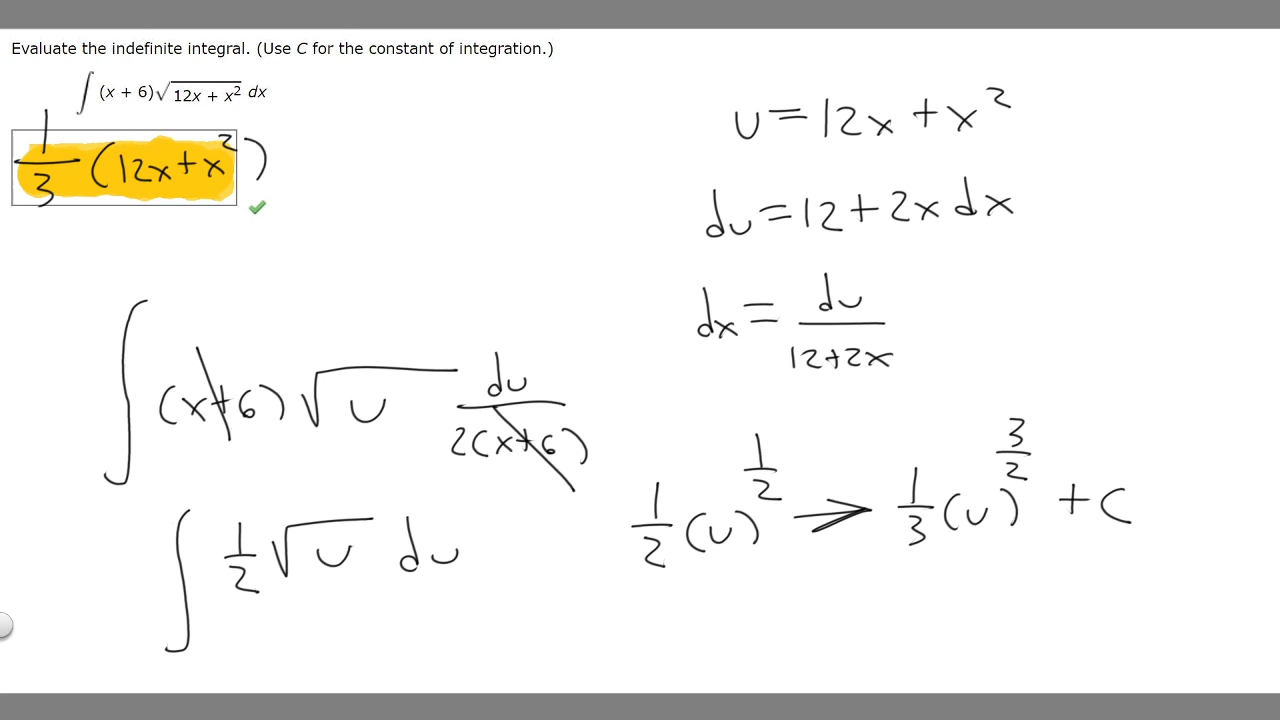 Evaluate the indefinite integral. (Use C for the constant of integration.)
∫ (x + 6)√(12x + x²) dx
1/3 (12x+x²)
u=12x+x²
du=12+2x dx
dx = du/(12+2x)
∫ (x+6) √u du/(2(x+6))
1/2 (u)^(1/2) → 1/3 (u)^(3/2) + C
∫ 1/2 √u du